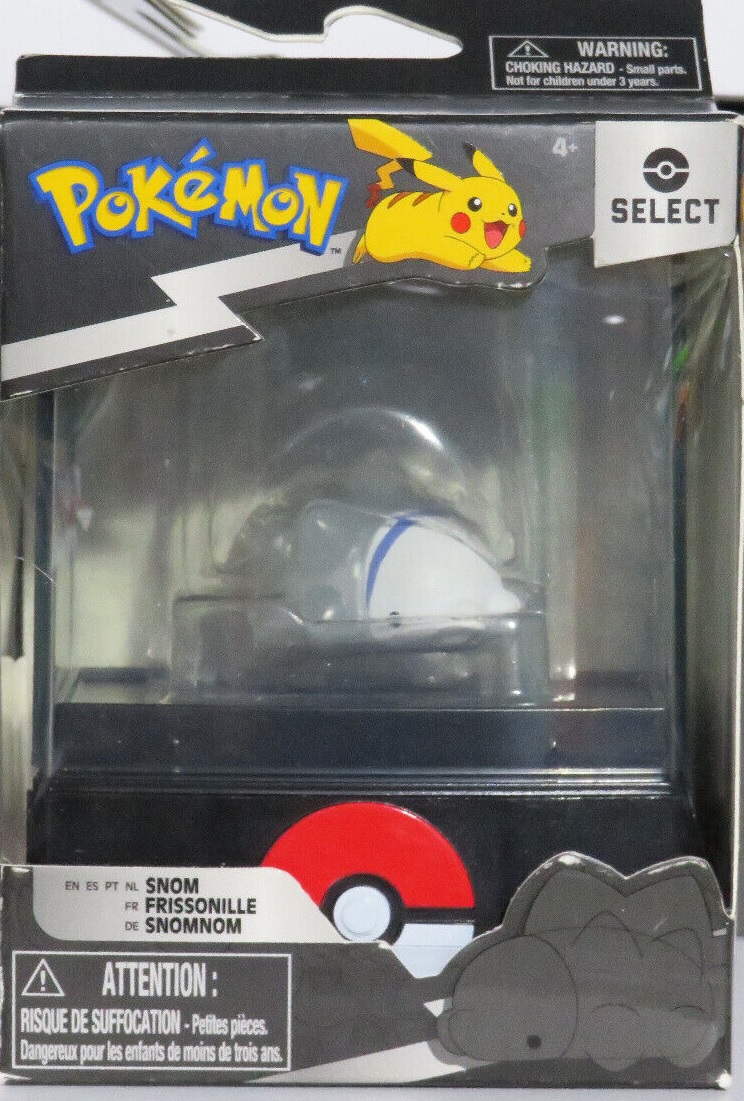 WARNING:
CHOKING HAZARD - Small parts.
Not for children under 3 years.
POKéMON
TM
4+
SELECT
EN ES PT NL SNOM
FR FRISSONILLE
DE SNOMNOM
ATTENTION :
RISQUE DE SUFFOCATION - Petites pièces.
Dangereux pour les enfants de moins de trois ans.